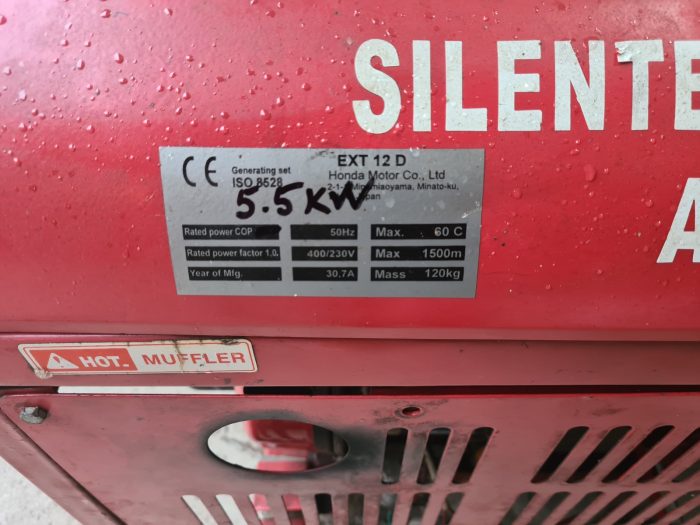 SILENTE
A
CE Generating set EXT 12 D
ISO 8528 Honda Motor Co., Ltd
Minato-ku,
5.5KW
Rated power COP 50Hz Max. 60 C
Rated power factor 1.0. 400/230V Max 1500m
Year of Mfg. 30.7A Mass 120kg
HOT. MUFFLER